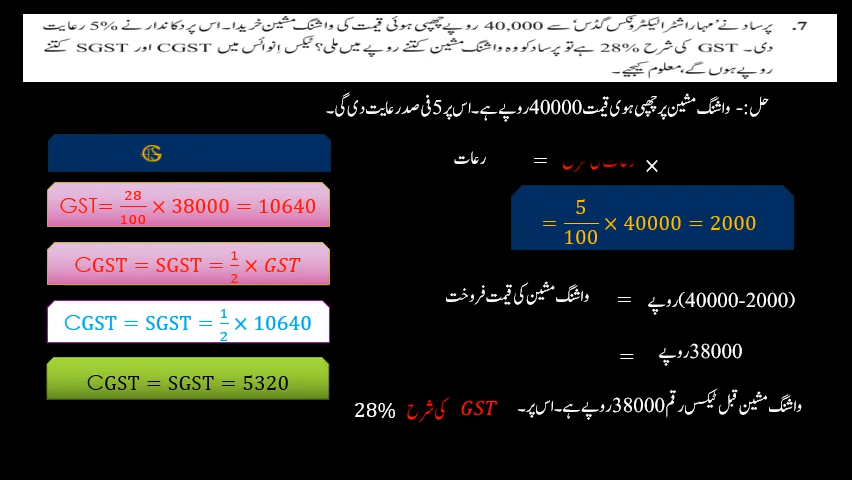 7. پرساد نے 'مہاراشٹر الیکٹرونکس گڈس' سے 40,000 روپے چھپی ہوئی قیمت کی واشنگ مشین خریدا۔ اس پر دکاندار نے 5% رعایت
دی۔ GST کی شرح 28% ہے تو پرساد کو وہ واشنگ مشین کتنے روپے میں ملی؟ ٹیکس انوائس میں CGST اور SGST کتنے
روپے ہوں گے، معلوم کیجیے۔
حل :- واشنگ مشین پر چھپی ہوی قیمت 40000 روپے ہے۔ اس پر 5 فی صد رعایت دی گی۔
رعات = ×
= 5/100 × 40000 = 2000
واشنگ مشین کی قیمت فروخت = روپے(40000-2000)
= 38000روپے
واشنگ مشین قبل ٹیکس رقم 38000 روپے ہے۔ اس پر۔ GST کی شرح 28%
GST= 28/100 × 38000 = 10640
CGST = SGST = 1/2 × GST
CGST = SGST = 1/2 × 10640
CGST = SGST = 5320